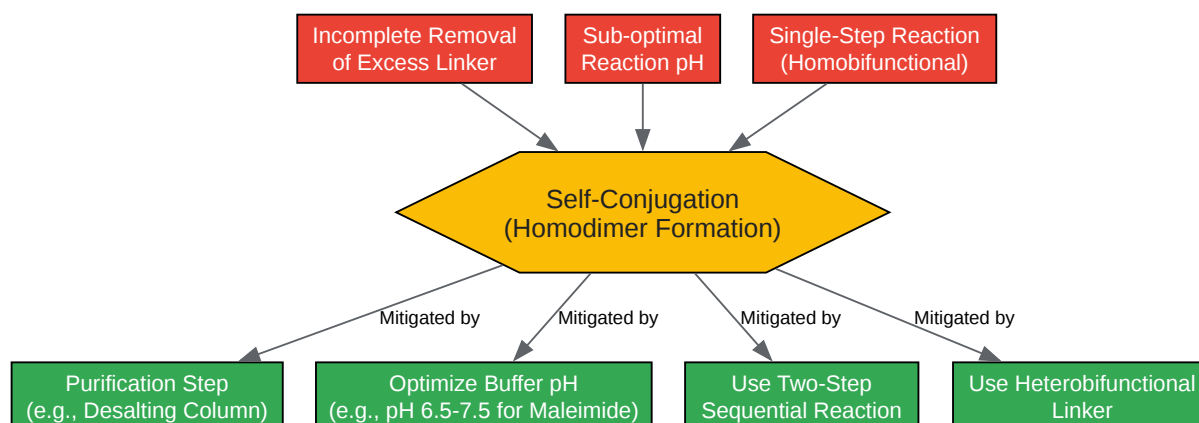 Incomplete Removal
of Excess Linker
Sub-optimal
Reaction pH
Single-Step Reaction
(Homobifunctional)
Self-Conjugation
(Homodimer Formation)
Mitigated by
Mitigated by
Mitigated by
Mitigated by
Purification Step
(e.g., Desalting Column)
Optimize Buffer pH
(e.g., pH 6.5-7.5 for Maleimide)
Use Two-Step
Sequential Reaction
Use Heterobifunctional
Linker